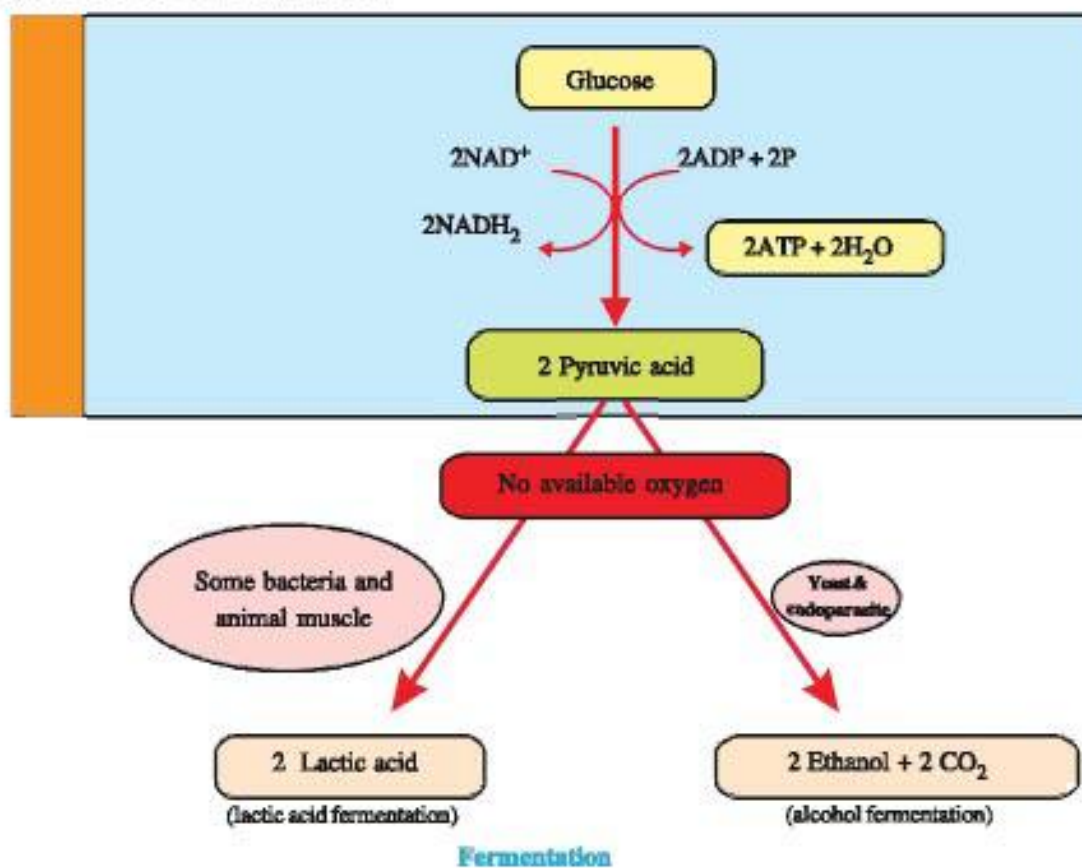 Glucose
2NAD⁺
2ADP + 2P
2NADH₂
2ATP + 2H₂O
2 Pyruvic acid
No available oxygen
Some bacteria and
animal muscle
Yeast &
endoparasite
2 Lactic acid
(lactic acid fermentation)
2 Ethanol + 2 CO₂
(alcohol fermentation)
Fermentation